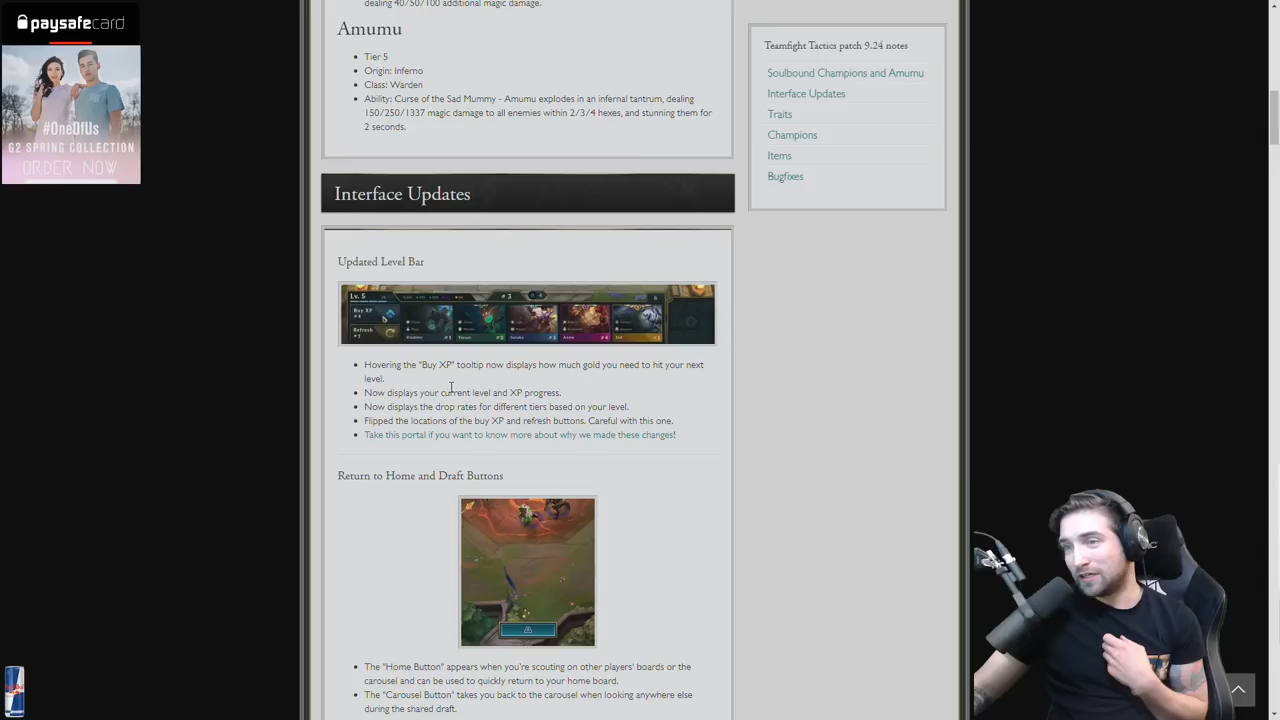 paysafecard
#OneOfUs
G2 SPRING COLLECTION
ORDER NOW
dealing 40/50/100 additional magic damage.
Amumu
Tier 5
Origin: Inferno
Class: Warden
Ability: Curse of the Sad Mummy - Amumu explodes in an infernal tantrum, dealing
150/250/1337 magic damage to all enemies within 2/3/4 hexes, and stunning them for
2 seconds.
Teamfight Tactics patch 9.24 notes
Soulbound Champions and Amumu
Interface Updates
Traits
Champions
Items
Bugfixes
Interface Updates
Updated Level Bar
Lv. 5
Buy XP
Refresh
Hovering the "Buy XP" tooltip now displays how much gold you need to hit your next
level.
Now displays your current level and XP progress.
Now displays the drop rates for different tiers based on your level.
Flipped the locations of the buy XP and refresh buttons. Careful with this one.
Take this portal if you want to know more about why we made these changes!
Return to Home and Draft Buttons
The "Home Button" appears when you're scouting on other players' boards or the
carousel and can be used to quickly return to your home board.
The "Carousel Button" takes you back to the carousel when looking anywhere else
during the shared draft.